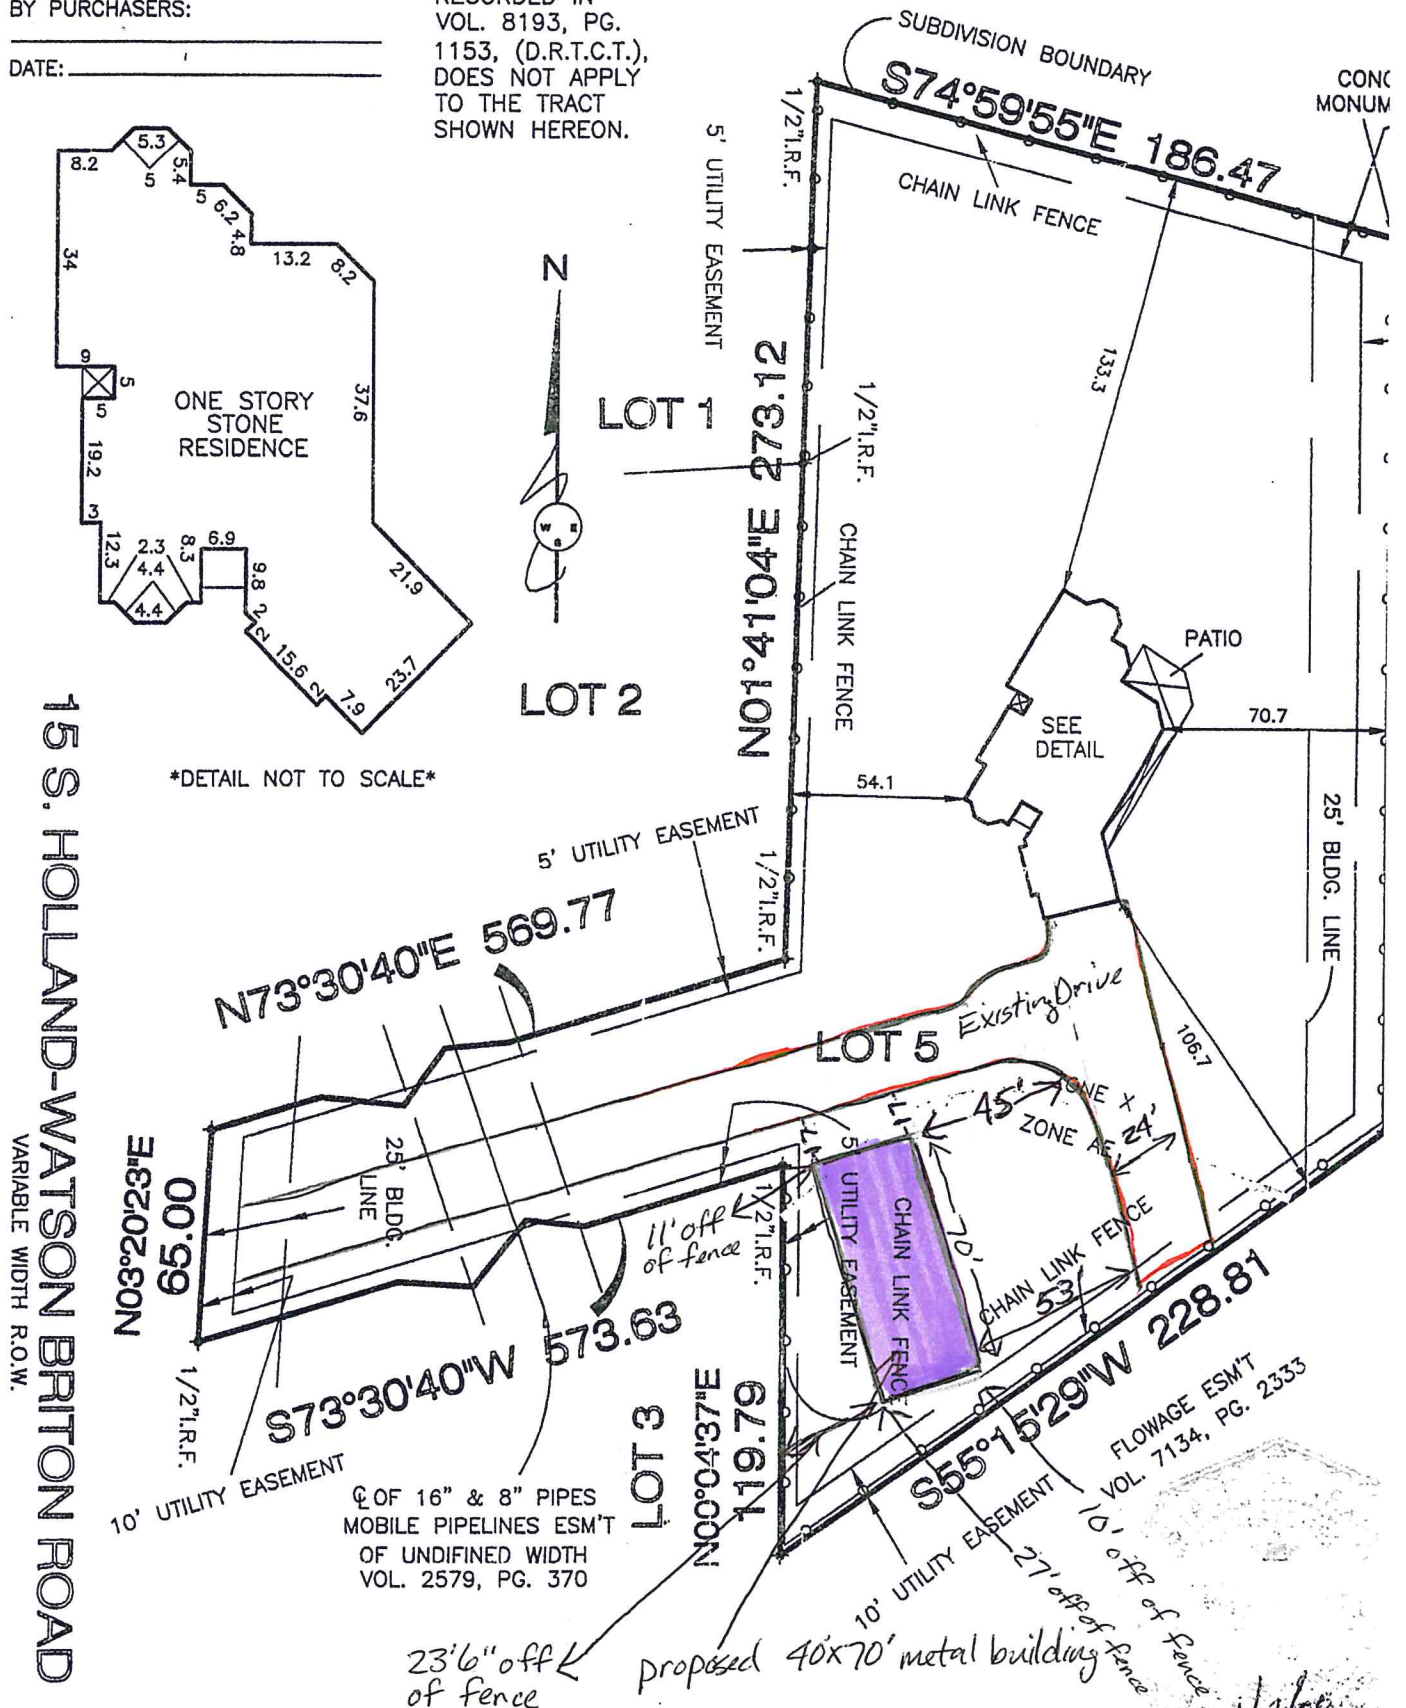 BY PURCHASERS:
DATE:
RECORDED IN
VOL. 8193, PG.
1153, (D.R.T.C.T.),
DOES NOT APPLY
TO THE TRACT
SHOWN HEREON.
SUBDIVISION BOUNDARY
S74°59'55"E 186.47
CHAIN LINK FENCE
1/2"I.R.F.
5' UTILITY EASEMENT
8.2
5.3
5
5.4
5
6.2
4.8
13.2
8.2
34
37.6
9
5
5
19.2
3
12.3
2.3
4.4
4.4
8.3
6.9
9.8
2
2
15.6
2
7.9
23.7
21.9
ONE STORY
STONE
RESIDENCE
*DETAIL NOT TO SCALE*
N
W
E
S
LOT 1
LOT 2
N01°41'04"E 273.12
1/2"I.R.F.
CHAIN LINK FENCE
133.3
PATIO
SEE
DETAIL
70.7
54.1
25' BLDG. LINE
5' UTILITY EASEMENT
1/2"I.R.F.
N73°30'40"E 569.77
Existing Drive
LOT 5
106.7
45'
ZONE X
ZONE AE
24'
L1
L1
15 S. HOLLAND-WATSON BRITON ROAD
VARIABLE WIDTH R.O.W.
N03°20'23"E
65.00
25' BLDG.
LINE
1/2"I.R.F.
10' UTILITY EASEMENT
S73°30'40"W 573.63
11' off
of fence
1/2"I.R.F.
5' UTILITY EASEMENT
CHAIN LINK FENCE
70'
CHAIN LINK FENCE
53'
S55°15'29"W 228.81
FLOWAGE ESM'T
VOL. 7134, PG. 2333
LOT 3
N00°04'37"E
119.79
℄ OF 16" & 8" PIPES
MOBILE PIPELINES ESM'T
OF UNDIFINED WIDTH
VOL. 2579, PG. 370
10' UTILITY EASEMENT
10' off of fence
27' off of fence
23'6" off
of fence
proposed 40'x70' metal building